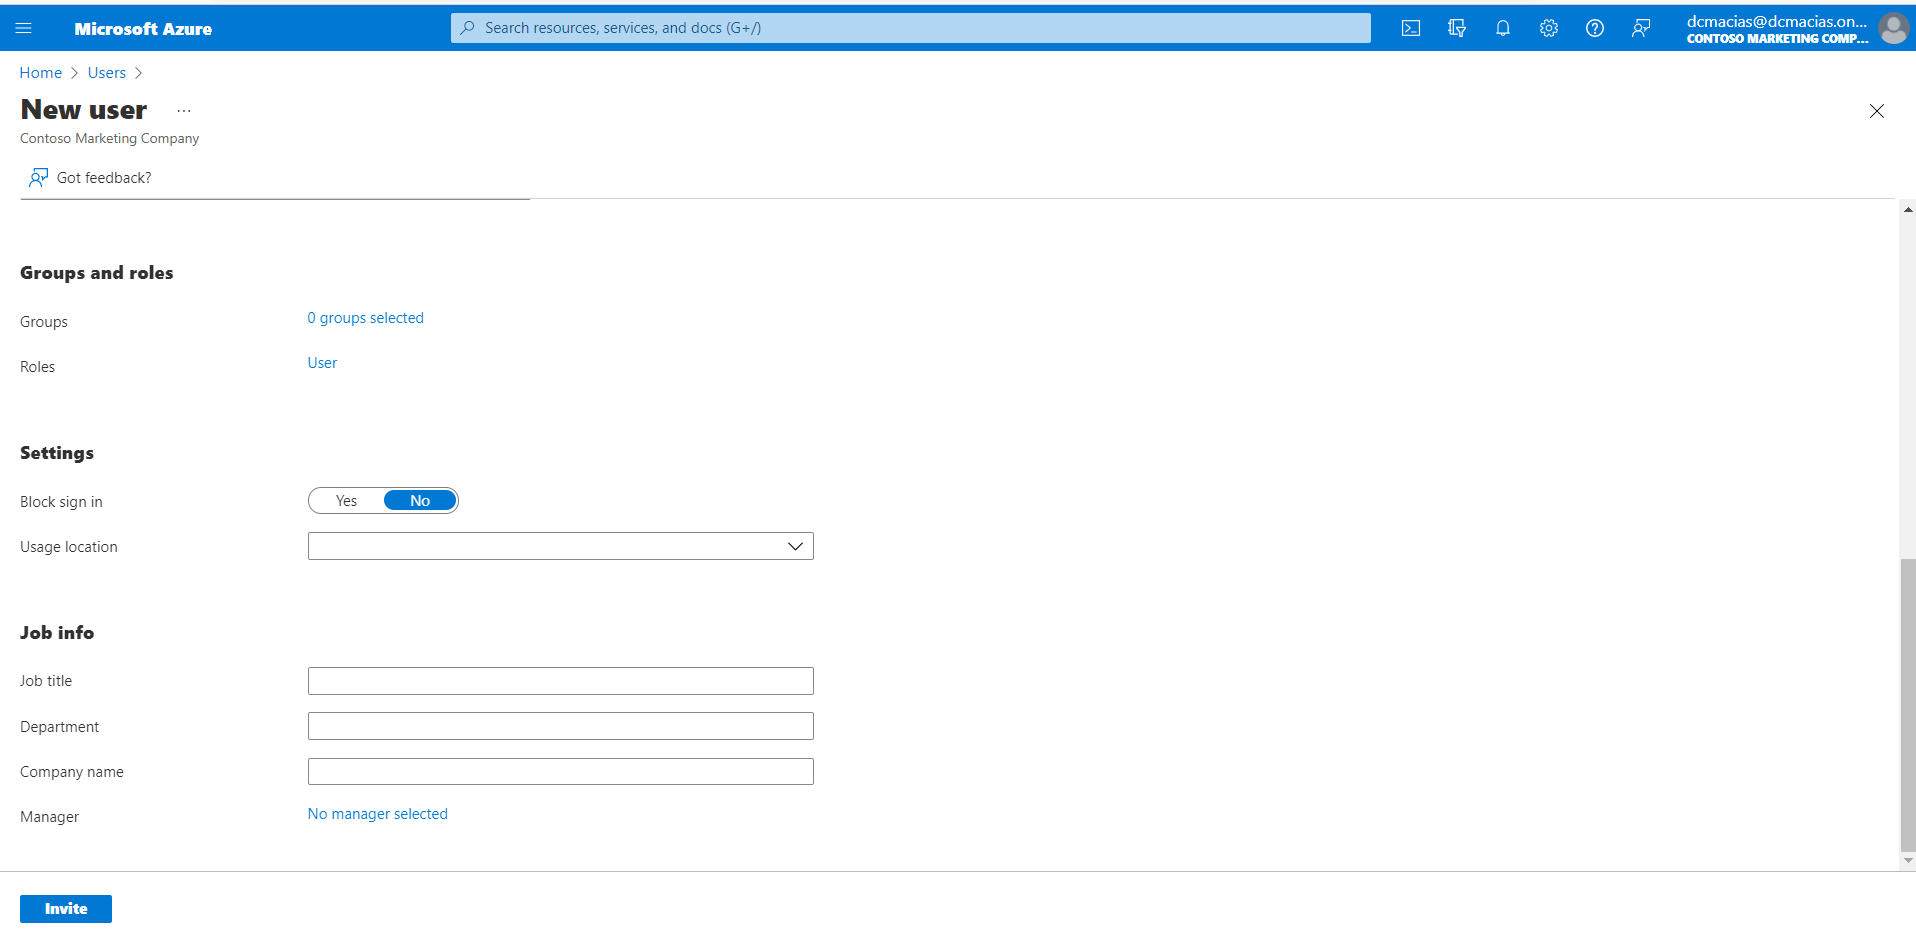 Microsoft Azure
Search resources, services, and docs (G+/)
dcmacias@dcmacias.on...
CONTOSO MARKETING COMP...
Home > Users >
New user ...
Contoso Marketing Company
Got feedback?
Groups and roles
Groups 0 groups selected
Roles User
Settings
Block sign in Yes No
Usage location
Job info
Job title
Department
Company name
Manager No manager selected
Invite